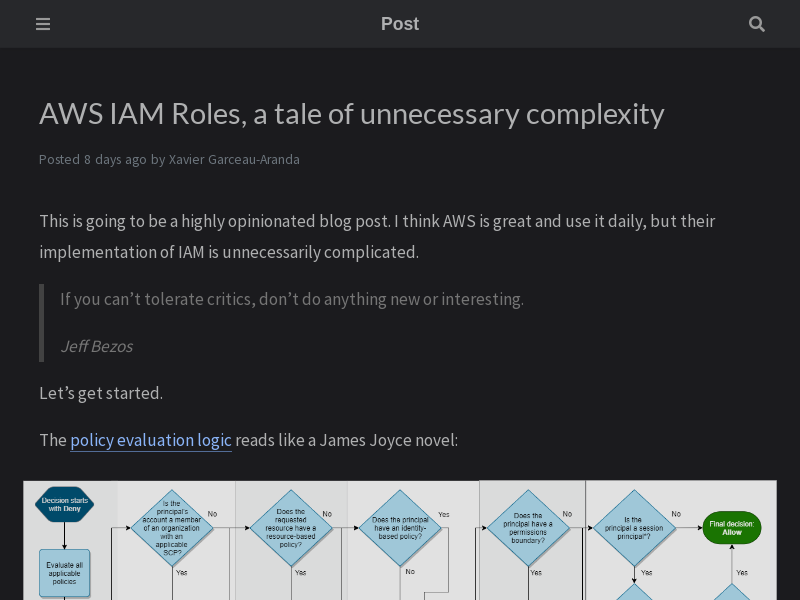 Post
AWS IAM Roles, a tale of unnecessary complexity
Posted 8 days ago by Xavier Garceau-Aranda
This is going to be a highly opinionated blog post. I think AWS is great and use it daily, but their
implementation of IAM is unnecessarily complicated.
If you can’t tolerate critics, don’t do anything new or interesting.
Jeff Bezos
Let’s get started.
The policy evaluation logic reads like a James Joyce novel:
Decision starts
with Deny
Evaluate all
applicable
policies
Is the
principal's
account a member
of an organization
with an
applicable
SCP?
No
Yes
Does the
requested
resource have a
resource-based
policy?
No
Yes
Does the principal
have an identity-
based policy?
Yes
No
Does the
principal have a
permissions
boundary?
No
Yes
Is the
principal a session
principal*?
No
Yes
Final decision:
Allow
Yes